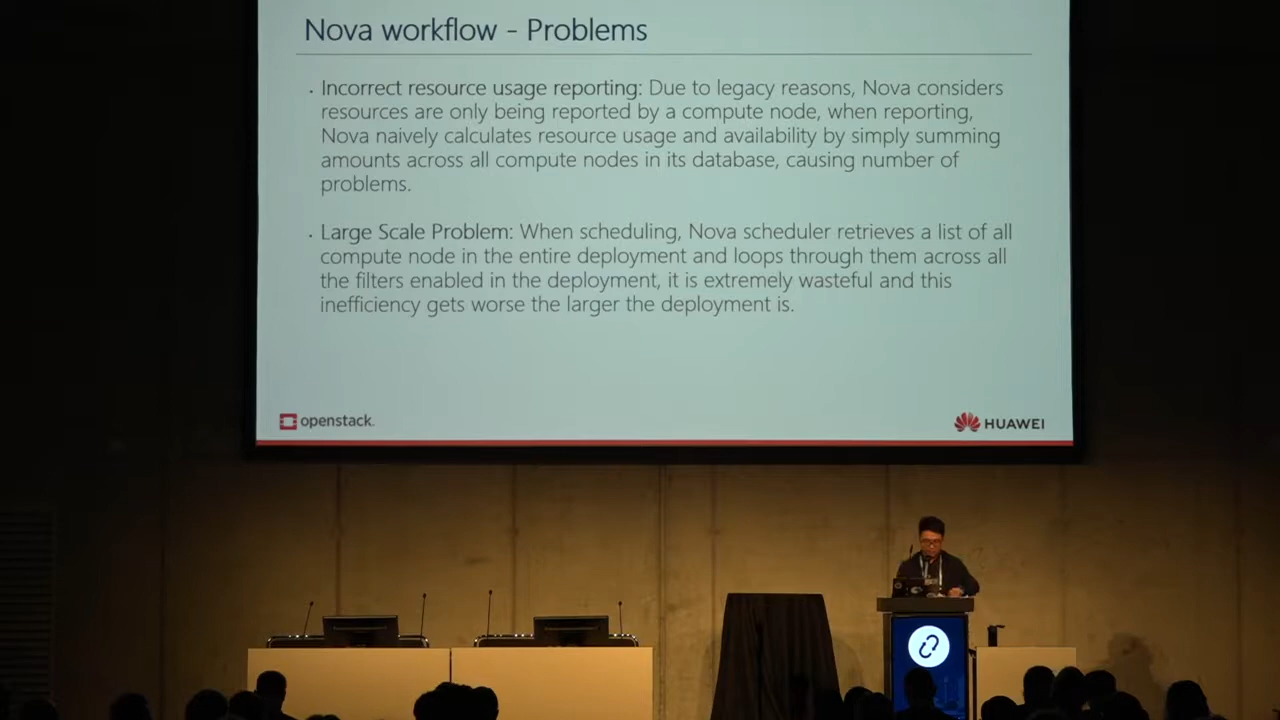 Nova workflow - Problems
· Incorrect resource usage reporting: Due to legacy reasons, Nova considers
resources are only being reported by a compute node, when reporting,
Nova naively calculates resource usage and availability by simply summing
amounts across all compute nodes in its database, causing number of
problems.
· Large Scale Problem: When scheduling, Nova scheduler retrieves a list of all
compute node in the entire deployment and loops through them across all
the filters enabled in the deployment, it is extremely wasteful and this
inefficiency gets worse the larger the deployment is.
openstack.
HUAWEI